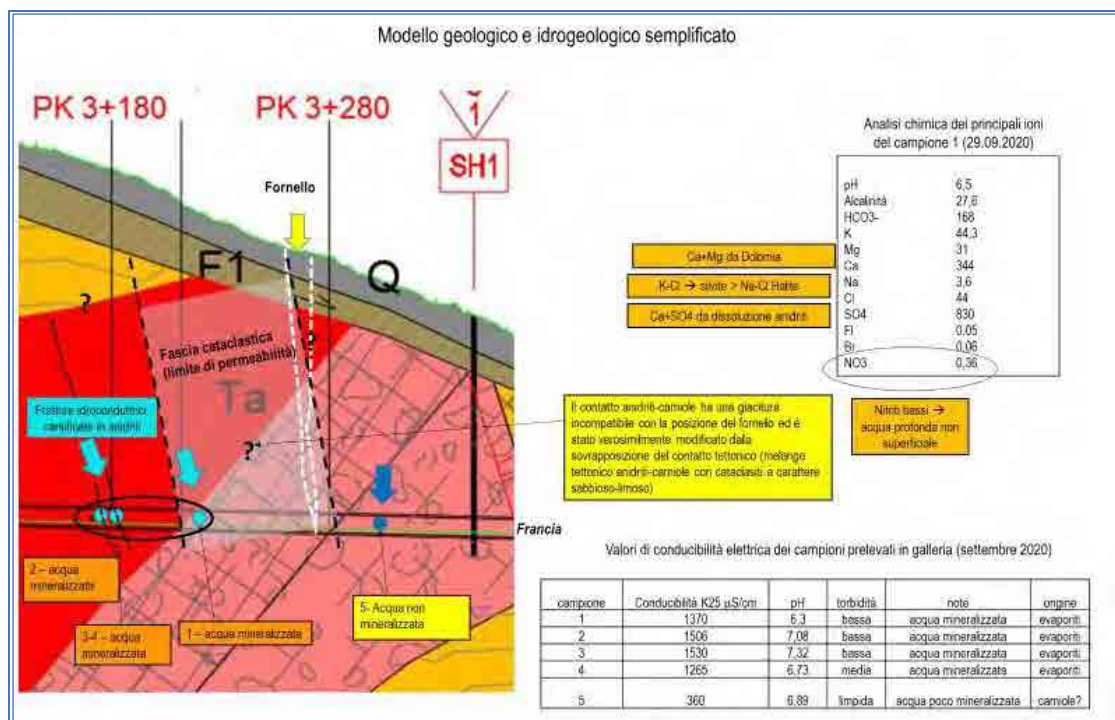 Modello geologico e idrogeologico semplificato
PK 3+180
PK 3+280
1
SH1
Fornello
F1
Q
?
?
Fascia cataclastica
(limite di permeabilità)
Ta
?
Fratture idroconduttrici
carsificate in anidriti
2 – acqua
mineralizzata
3-4 – acqua
mineralizzata
1 – acqua mineralizzata
5- Acqua non
mineralizzata
Francia
Analisi chimica dei principali ioni
del campione 1 (29.09.2020)
pH 6,5
Alcalinità 27,6
HCO3- 168
K 44,3
Mg 31
Ca 344
Na 3,6
Cl 44
SO4 830
Fl 0,05
Br 0,06
NO3 0,36
Ca+Mg da Dolomia
K-Cl → silvite > Na-Cl Halite
Ca+SO4 da dissoluzione anidriti
Il contatto anidriti-carniole ha una giacitura
incompatibile con la posizione del fornello ed è
stato verosimilmente modificato dalla
sovrapposizione del contatto tettonico (melange
tettonico anidriti-carniole con cataclasiti a carattere
sabbioso-limoso)
Nitriti bassi →
acqua profonda non
superficiale
Valori di conducibilità elettrica dei campioni prelevati in galleria (settembre 2020)
campione Conducibilità K25 µS/cm pH torbidità note origine
1 1370 6,3 bassa acqua mineralizzata evaporiti
2 1506 7,08 bassa acqua mineralizzata evaporiti
3 1530 7,32 bassa acqua mineralizzata evaporiti
4 1265 6,73 media acqua mineralizzata evaporiti
5 360 6,89 limpida acqua poco mineralizzata carniole?